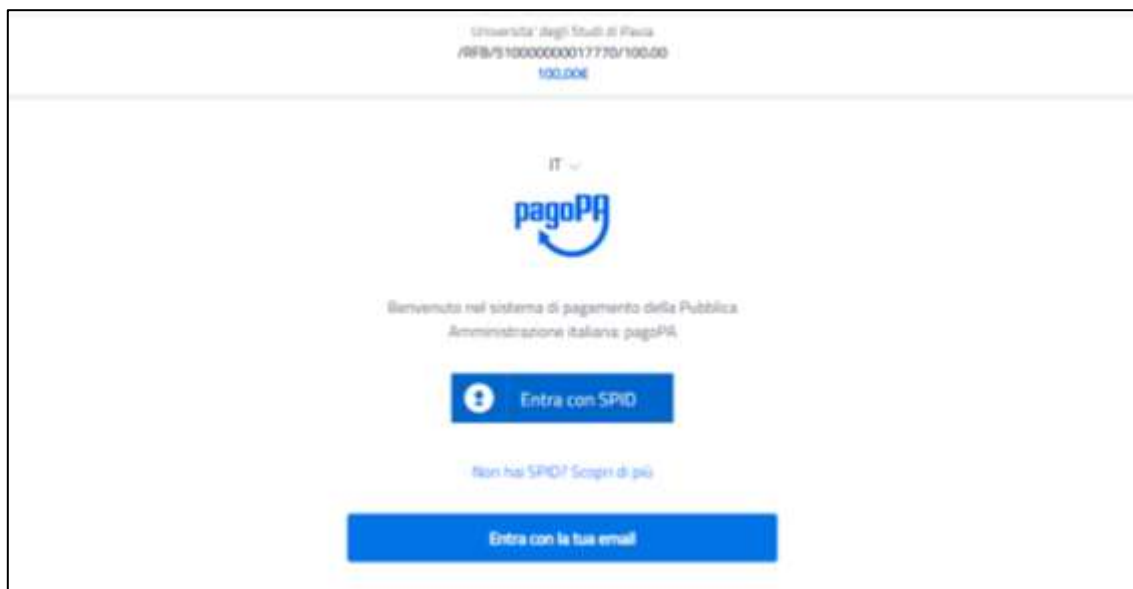 Universita' degli Studi di Pavia
/RFB/510000000017770/100.00
100,00€
IT
pagoPA
Benvenuto nel sistema di pagamento della Pubblica
Amministrazione italiana: pagoPA
Entra con SPID
Non hai SPID? Scopri di più
Entra con la tua email